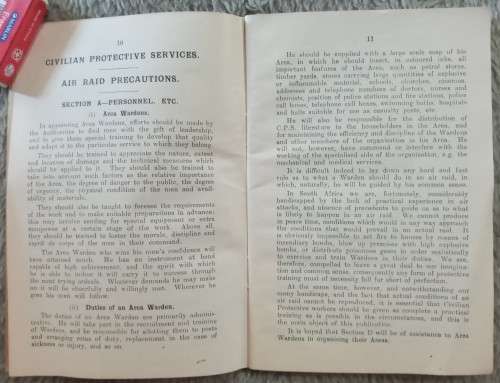 10
CIVILIAN PROTECTIVE SERVICES.
AIR RAID PRECAUTIONS.
SECTION A—PERSONNEL, ETC.
(i) Area Wardens.
In appointing Area Wardens, efforts should be made by
the Authorities to find men with the gift of leadership,
and to give them special training to develop that quality
and adapt it to the particular service to which they belong.
They should be trained to appreciate the nature, extent
and location of damage and the technical measures which
should be applied to it. They should also be trained to
take into account such factors as the relative importance
of the Area, the degree of danger to the public, the degree
of urgency, the physical condition of the men and avail-
ability of materials.
They should also be taught to foresee the requirements
of the work and to make reliable preparations in advance;
this may involve sending for special equipment or extra
manpower at a certain stage of the work. Above all,
they should be trained to foster the morale, discipline and
esprit de corps of the men in their command.
The Area Warden who wins his men's confidence will
have attained much. He has an instrument at hand
capable of high achievement, and the spirit with which
he is able to imbue it will carry it to success through
the most trying ordeals. Whatever demands he may make
on it will be cheerfully and willingly met. Wherever he
goes his men will follow.
(ii) Duties of an Area Warden.
The duties of an Area Warden are primarily adminis-
trative. He will take part in the recruitment and training
of Wardens, and be responsible for allotting them to posts
and arranging rotas of duty, replacement in the case of
sickness or injury, and so on.
11
He should be supplied with a large scale map of his
Area, in which he should insert, in coloured inks, all
important features of the Area, such as petrol stores,
timber yards, stores carrying large quantities of explosive
or inflammable material, schools, churches, cinemas,
addresses and telephone numbers of doctors, nurses and
chemists, position of police stations and fire stations, police
call boxes, telephone call boxes, swimming baths, hospitals
and halls suitable for use as casualty posts, etc.
He will also be responsible for the distribution of
C.P.S. literature to the householders in the Area, and
for maintaining the efficiency and discipline of the Wardens
and other members of the organisation in the Area. He
will not, however, have command or interfere with the
working of the specialised side of the organisation, e.g. the
mechanical and medical services.
It is difficult indeed to lay down any hard and fast
rule as to what a Warden should do in an air raid, in
which, naturally, he will be guided by his common sense.
In South Africa we are, fortunately, considerably
handicapped by the lack of practical experience in air
attacks, and absence of precedents to guide us as to what
is likely to happen in an air raid. We cannot produce
in peace time, conditions which would in any way approach
the conditions that would prevail in an actual raid. It
is obviously impossible to set fire to houses by means of
incendiary bombs, blow up premises with high explosive
bombs, or distribute poisonous gases in order realistically
to exercise and train Wardens in their duties. We are,
therefore, compelled to leave a great deal to our imagina-
tion and common sense, consequently any form of protective
training must of necessity fall far short of perfection.
At the same time, however, and notwithstanding our
many handicaps, and the fact that actual conditions of an
air raid cannot be reproduced, it is essential that Civilian
Protective workers should be given as complete a practical
training as is possible in the circumstances, and this is
the main object of this publication.
It is hoped that Section D will be of assistance to Area
Wardens in organising their Areas.